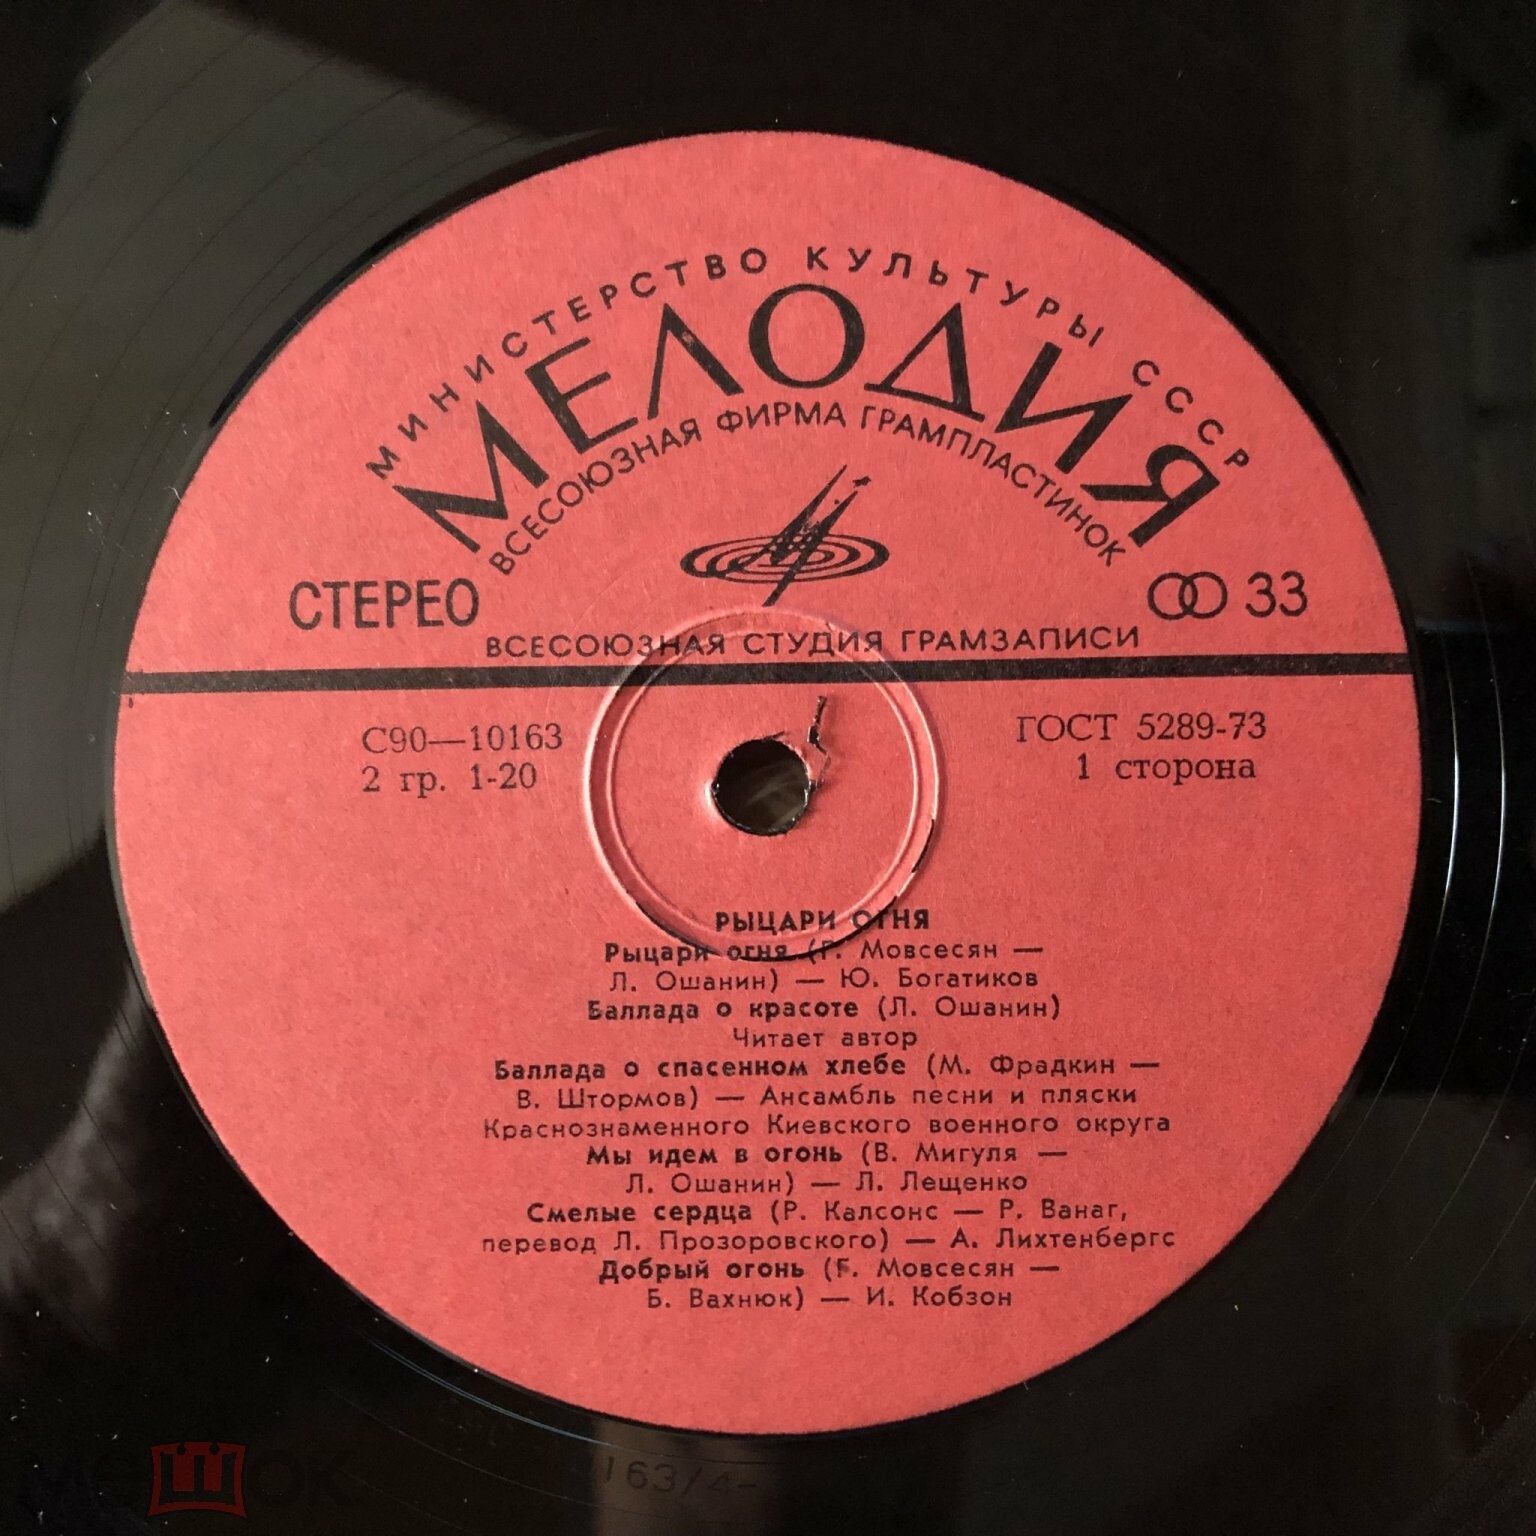 МИНИСТЕРСТВО КУЛЬТУРЫ СССР
МЕЛОДИЯ
ВСЕСОЮЗНАЯ ФИРМА ГРАМПЛАСТИНОК
СТЕРЕО
33
ВСЕСОЮЗНАЯ СТУДИЯ ГРАМЗАПИСИ
С90—10163
ГОСТ 5289-73
2 гр. 1-20
1 сторона
РЫЦАРИ ОГНЯ
Рыцари огня (Г. Мовсесян —
Л. Ошанин) — Ю. Богатиков
Баллада о красоте (Л. Ошанин)
Читает автор
Баллада о спасенном хлебе (М. Фрадкин —
В. Штормов) — Ансамбль песни и пляски
Краснознаменного Киевского военного округа
Мы идем в огонь (В. Мигуля —
Л. Ошанин) — Л. Лещенко
Смелые сердца (Р. Калсонс — Р. Ванаг,
перевод Л. Прозоровского) — А. Лихтенбергс
Добрый огонь (Г. Мовсесян —
Б. Вахнюк) — И. Кобзон
мешок